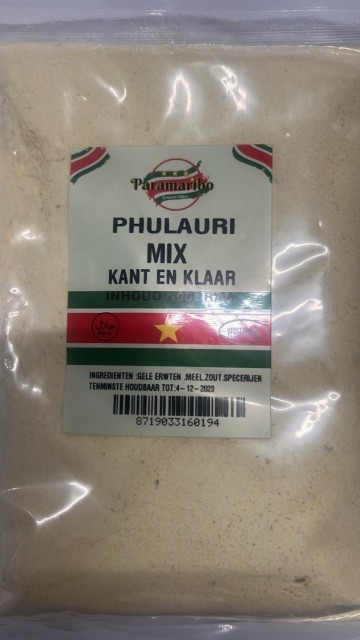 Paramaribo
PHULAURI
MIX
KANT EN KLAAR
INGREDIENTEN :GELE ERWTEN ,MEEL,ZOUT,SPECERIJEN
TENMINSTE HOUDBAAR TOT:4-12-2023
8719033160194